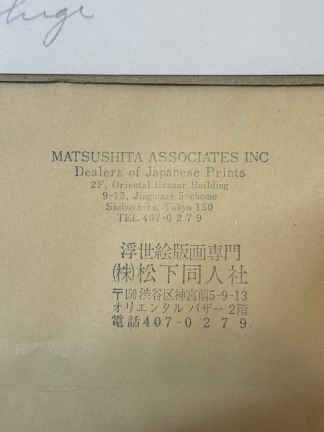 MATSUSHITA ASSOCIATES INC
Dealers of Japanese Prints
2F, Oriental Bazaar Building
9-13, Jingumae 5-chome
Shibuya-ku, Tokyo 150
TEL 407-0279
浮世絵版画専門
㈱松下同人社
〒150渋谷区神宮前5-9-13
オリエンタル バザー 2階
電話407-0279